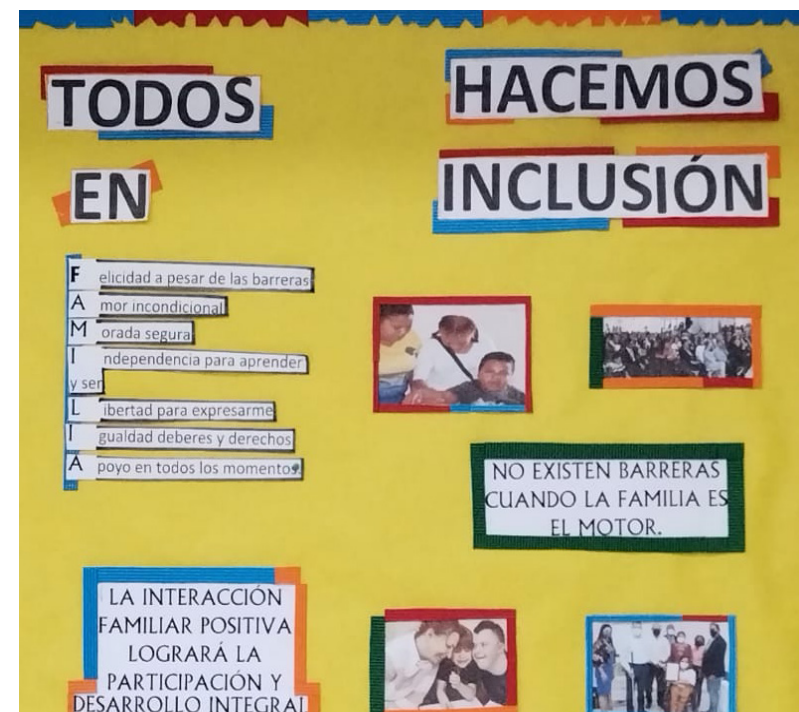 TODOS HACEMOS
EN INCLUSIÓN
F elicidad a pesar de las barreras
A mor incondicional
M orada segura
I ndependencia para aprender
y ser
L ibertad para expresarme
I gualdad deberes y derechos
A poyo en todos los momentos.
NO EXISTEN BARRERAS
CUANDO LA FAMILIA ES
EL MOTOR.
LA INTERACCIÓN
FAMILIAR POSITIVA
LOGRARÁ LA
PARTICIPACIÓN Y
DESARROLLO INTEGRAL